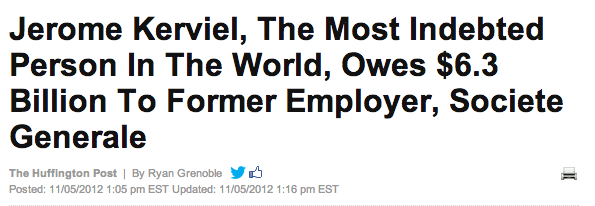 Jerome Kerviel, The Most Indebted
Person In The World, Owes $6.3
Billion To Former Employer, Societe
Generale
The Huffington Post | By Ryan Grenoble
Posted: 11/05/2012 1:05 pm EST Updated: 11/05/2012 1:16 pm EST